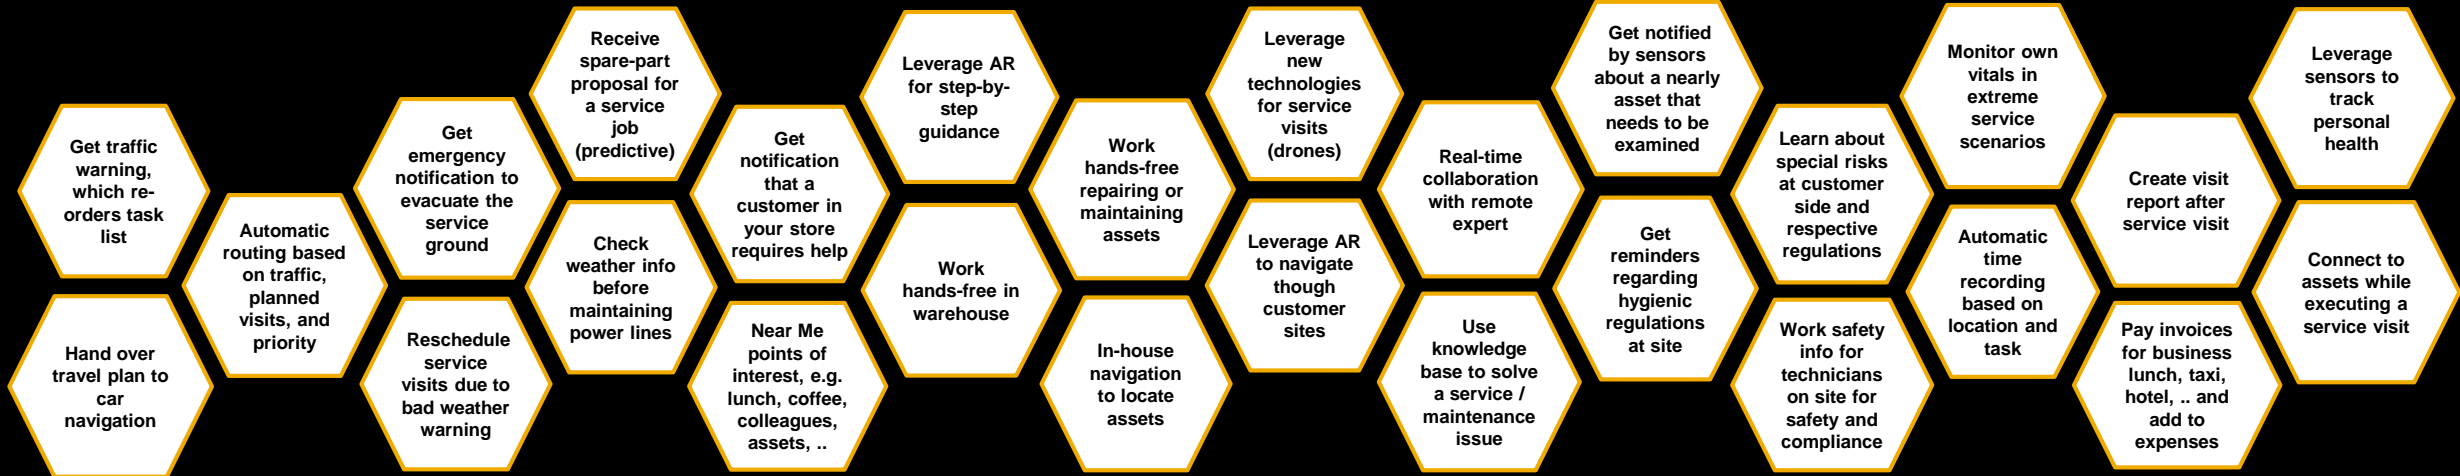 Get traffic
warning,
which re-
orders task
list
Hand over
travel plan to
car
navigation
Automatic
routing based
on traffic,
planned
visits, and
priority
Get
emergency
notification to
evacuate the
service
ground
Reschedule
service
visits due to
bad weather
warning
Receive
spare-part
proposal for
a service
job
(predictive)
Check
weather info
before
maintaining
power lines
Get
notification
that a
customer in
your store
requires help
Near Me
points of
interest, e.g.
lunch, coffee,
colleagues,
assets, ..
Leverage AR
for step-by-
step
guidance
Work
hands-free in
warehouse
Work
hands-free
repairing or
maintaining
assets
In-house
navigation
to locate
assets
Leverage
new
technologies
for service
visits
(drones)
Leverage AR
to navigate
though
customer
sites
Real-time
collaboration
with remote
expert
Use
knowledge
base to solve
a service /
maintenance
issue
Get notified
by sensors
about a nearly
asset that
needs to be
examined
Get
reminders
regarding
hygienic
regulations
at site
Learn about
special risks
at customer
side and
respective
regulations
Work safety
info for
technicians
on site for
safety and
compliance
Monitor own
vitals in
extreme
service
scenarios
Automatic
time
recording
based on
location and
task
Create visit
report after
service visit
Pay invoices
for business
lunch, taxi,
hotel, .. and
add to
expenses
Leverage
sensors to
track
personal
health
Connect to
assets while
executing a
service visit